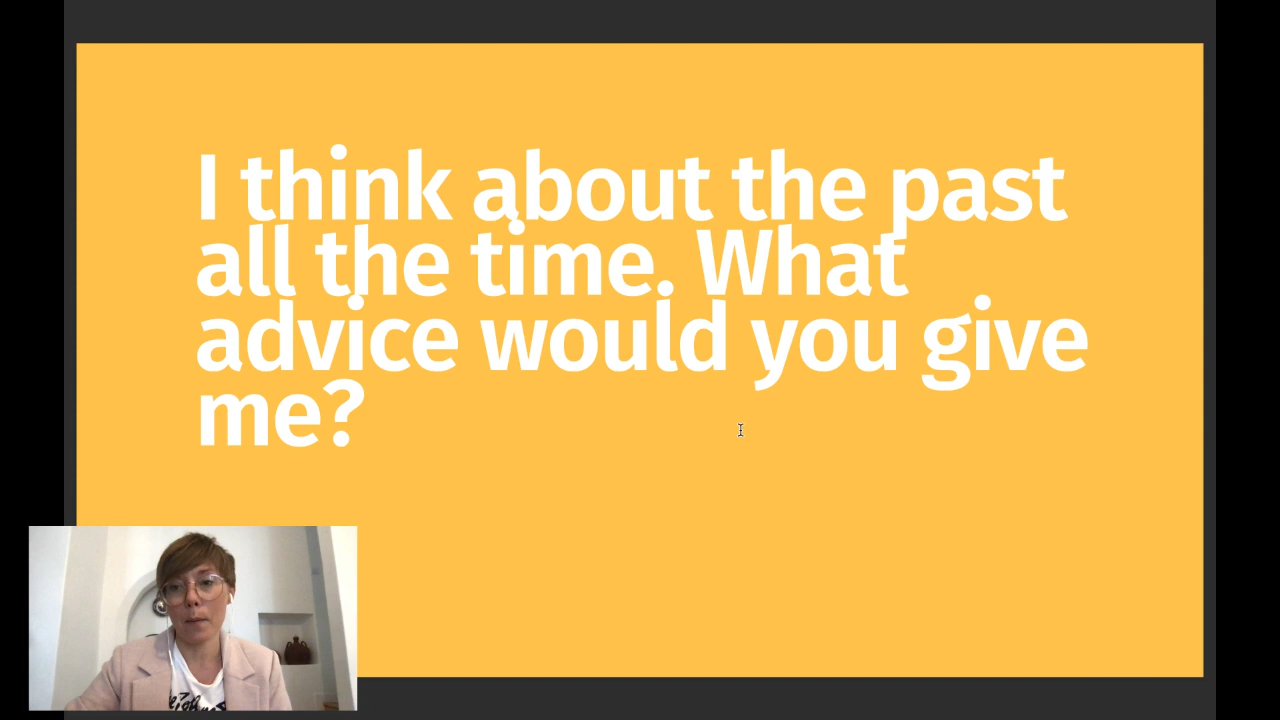 I think about the past
all the time. What
advice would you give
me?